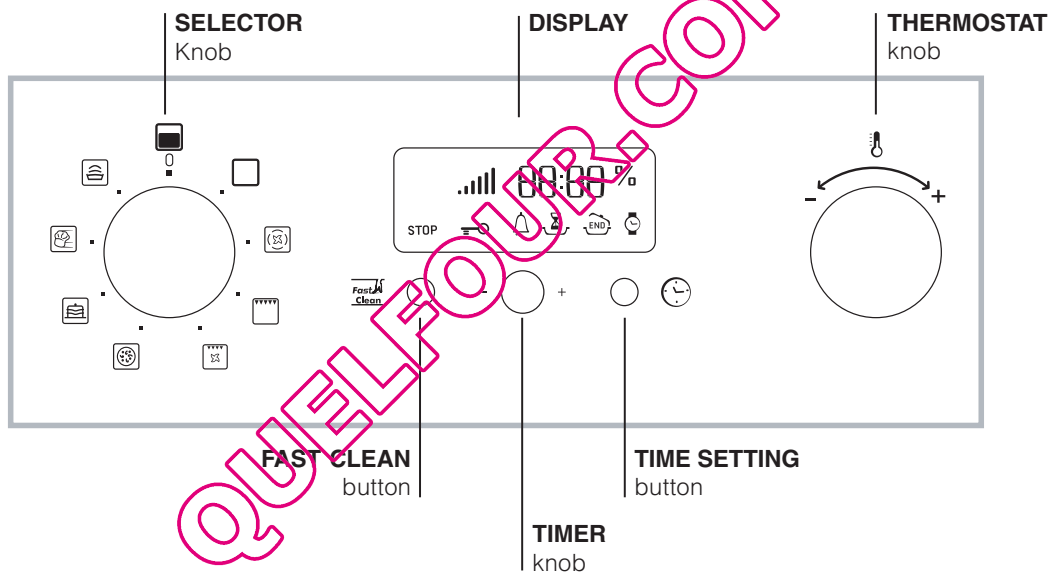 SELECTOR
Knob
DISPLAY
THERMOSTAT
knob
0
88:88 %
STOP
END
- +
Fast
Clean
- +
FAST CLEAN
button
TIME SETTING
button
TIMER
knob
QUELFOUR.COM